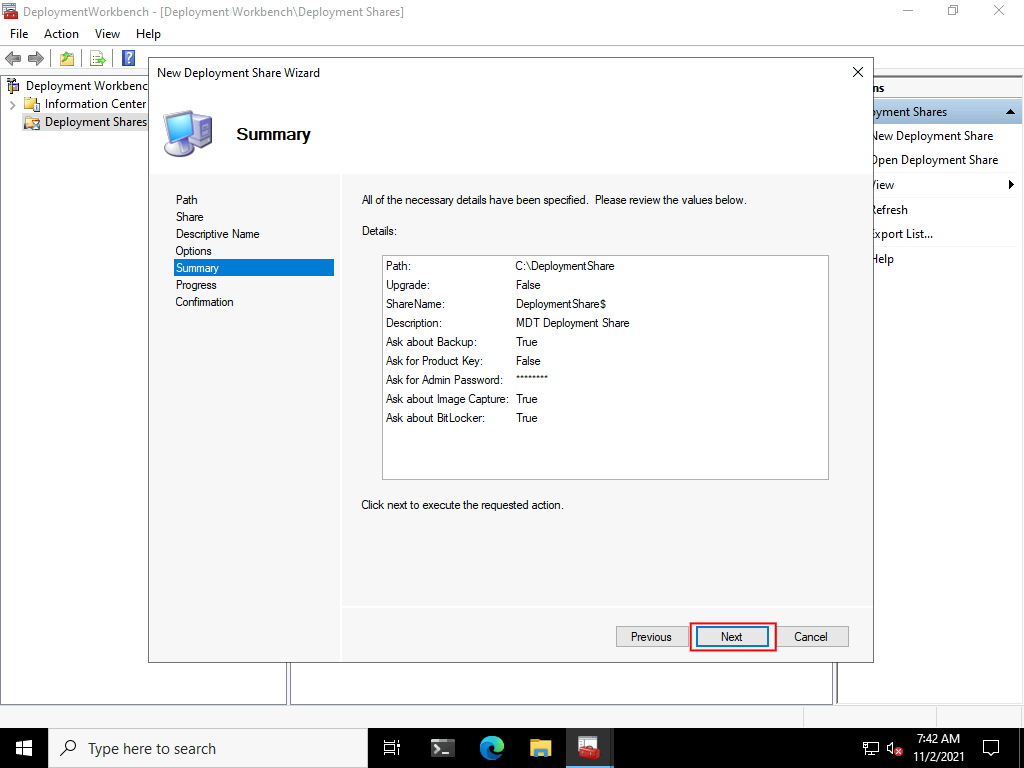 DeploymentWorkbench - [Deployment Workbench\Deployment Shares]
File Action View Help
Deployment Workbenc
Information Center
Deployment Shares
New Deployment Share Wizard
Summary
Path
Share
Descriptive Name
Options
Summary
Progress
Confirmation
All of the necessary details have been specified. Please review the values below.
Details:
Path: C:\DeploymentShare
Upgrade: False
ShareName: DeploymentShare$
Description: MDT Deployment Share
Ask about Backup: True
Ask for Product Key: False
Ask for Admin Password: ********
Ask about Image Capture: True
Ask about BitLocker: True
Click next to execute the requested action.
Previous Next Cancel
ns
oyment Shares
New Deployment Share
Open Deployment Share
View
Refresh
Export List...
Help
Type here to search
7:42 AM
11/2/2021